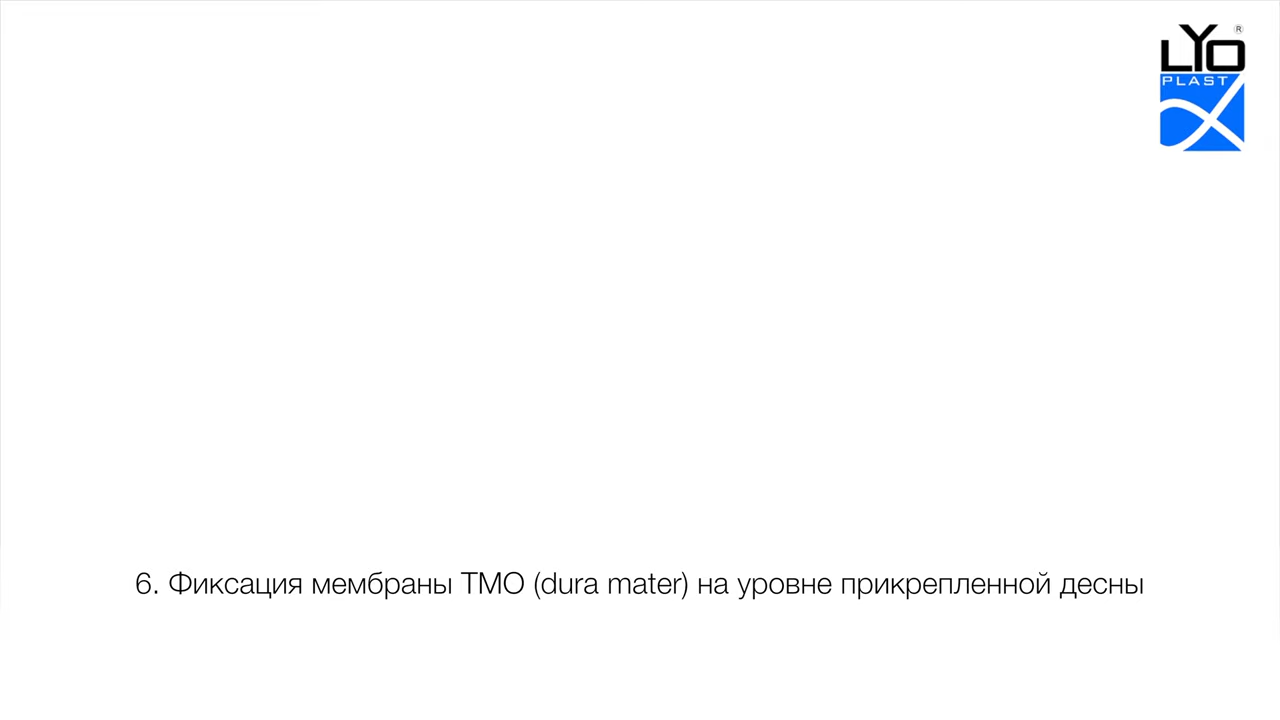 LYO ®
PLAST
6. Фиксация мембраны ТМО (dura mater) на уровне прикрепленной десны